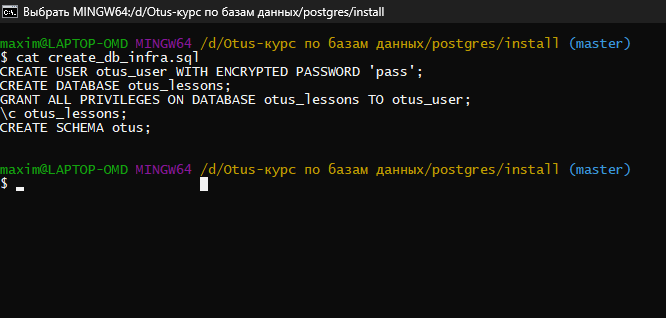 Выбрать MINGW64:/d/Otus-курс по базам данных/postgres/install
maxim@LAPTOP-OMD MINGW64 /d/Otus-курс по базам данных/postgres/install (master)
$ cat create_db_infra.sql
CREATE USER otus_user WITH ENCRYPTED PASSWORD 'pass';
CREATE DATABASE otus_lessons;
GRANT ALL PRIVILEGES ON DATABASE otus_lessons TO otus_user;
\c otus_lessons;
CREATE SCHEMA otus;
maxim@LAPTOP-OMD MINGW64 /d/Otus-курс по базам данных/postgres/install (master)
$